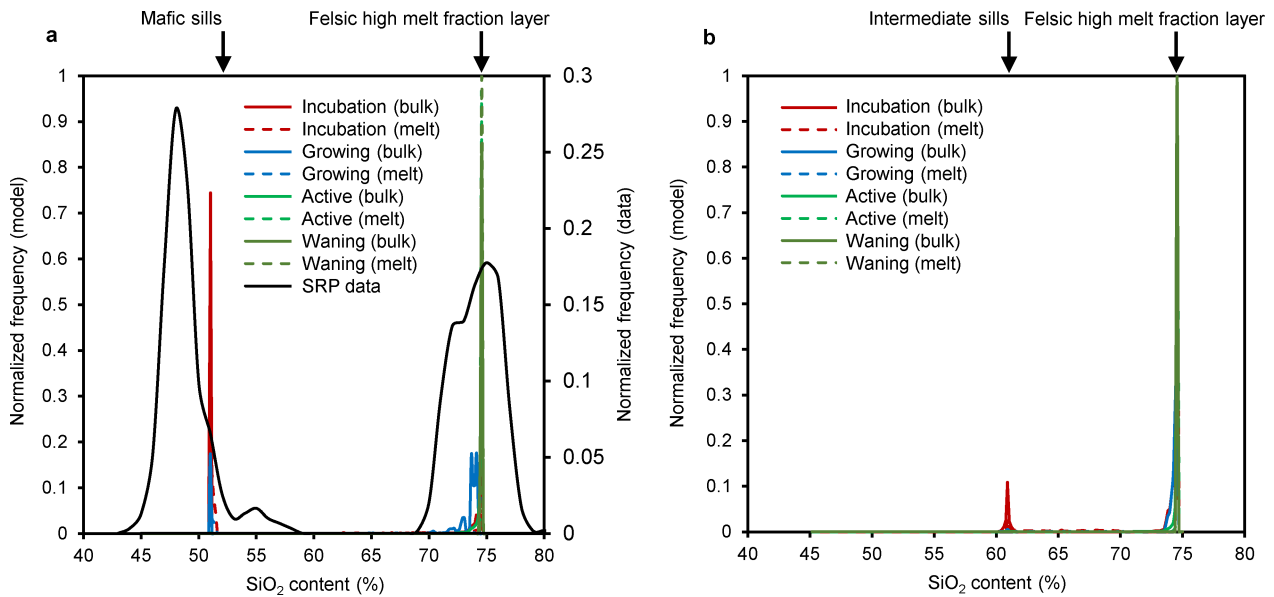 Mafic sills
Felsic high melt fraction layer
a
1
0.9
0.8
0.7
0.6
0.5
0.4
0.3
0.2
0.1
0
Normalized frequency (model)
Incubation (bulk)
Incubation (melt)
Growing (bulk)
Growing (melt)
Active (bulk)
Active (melt)
Waning (bulk)
Waning (melt)
SRP data
0.3
0.25
0.2
0.15
0.1
0.05
0
Normalized frequency (data)
40 45 50 55 60 65 70 75 80
SiO₂ content (%)
Intermediate sills
Felsic high melt fraction layer
b
1
0.9
0.8
0.7
0.6
0.5
0.4
0.3
0.2
0.1
0
Normalized frequency (model)
Incubation (bulk)
Incubation (melt)
Growing (bulk)
Growing (melt)
Active (bulk)
Active (melt)
Waning (bulk)
Waning (melt)
40 45 50 55 60 65 70 75 80
SiO₂ content (%)